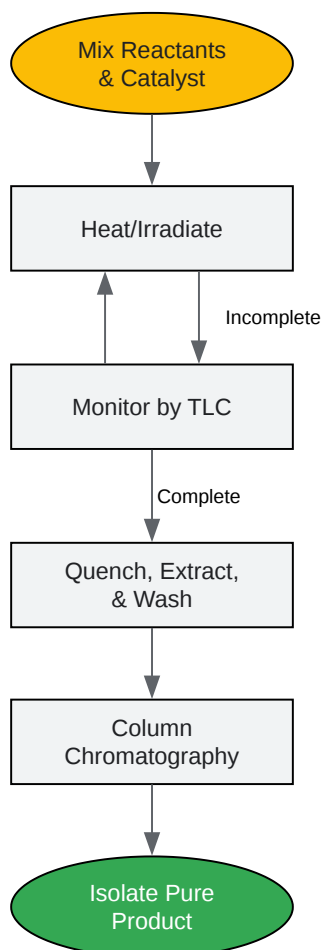 Mix Reactants
& Catalyst
Heat/Irradiate
Incomplete
Monitor by TLC
Complete
Quench, Extract,
& Wash
Column
Chromatography
Isolate Pure
Product